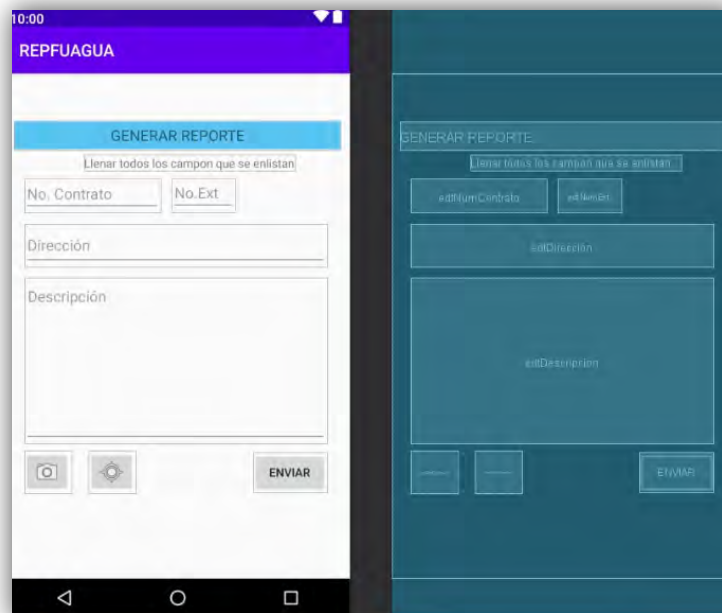 10:00
REPFUAGUA
GENERAR REPORTE
Llenar todos los campon que se enlistan
No. Contrato
No.Ext
Dirección
Descripción
ENVIAR
GENERAR REPORTE
Llenar todos los campon que se enlistan
edtNumContrato
edtNumExt
edtDireccion
edtDescripcion
ENVIAR